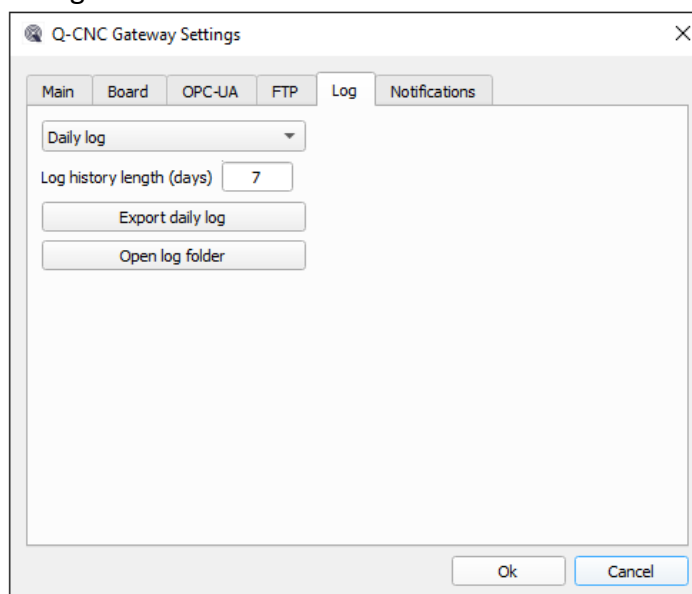 Q-CNC Gateway Settings
Main Board OPC-UA FTP Log Notifications
Daily log
Log history length (days) 7
Export daily log
Open log folder
Ok Cancel